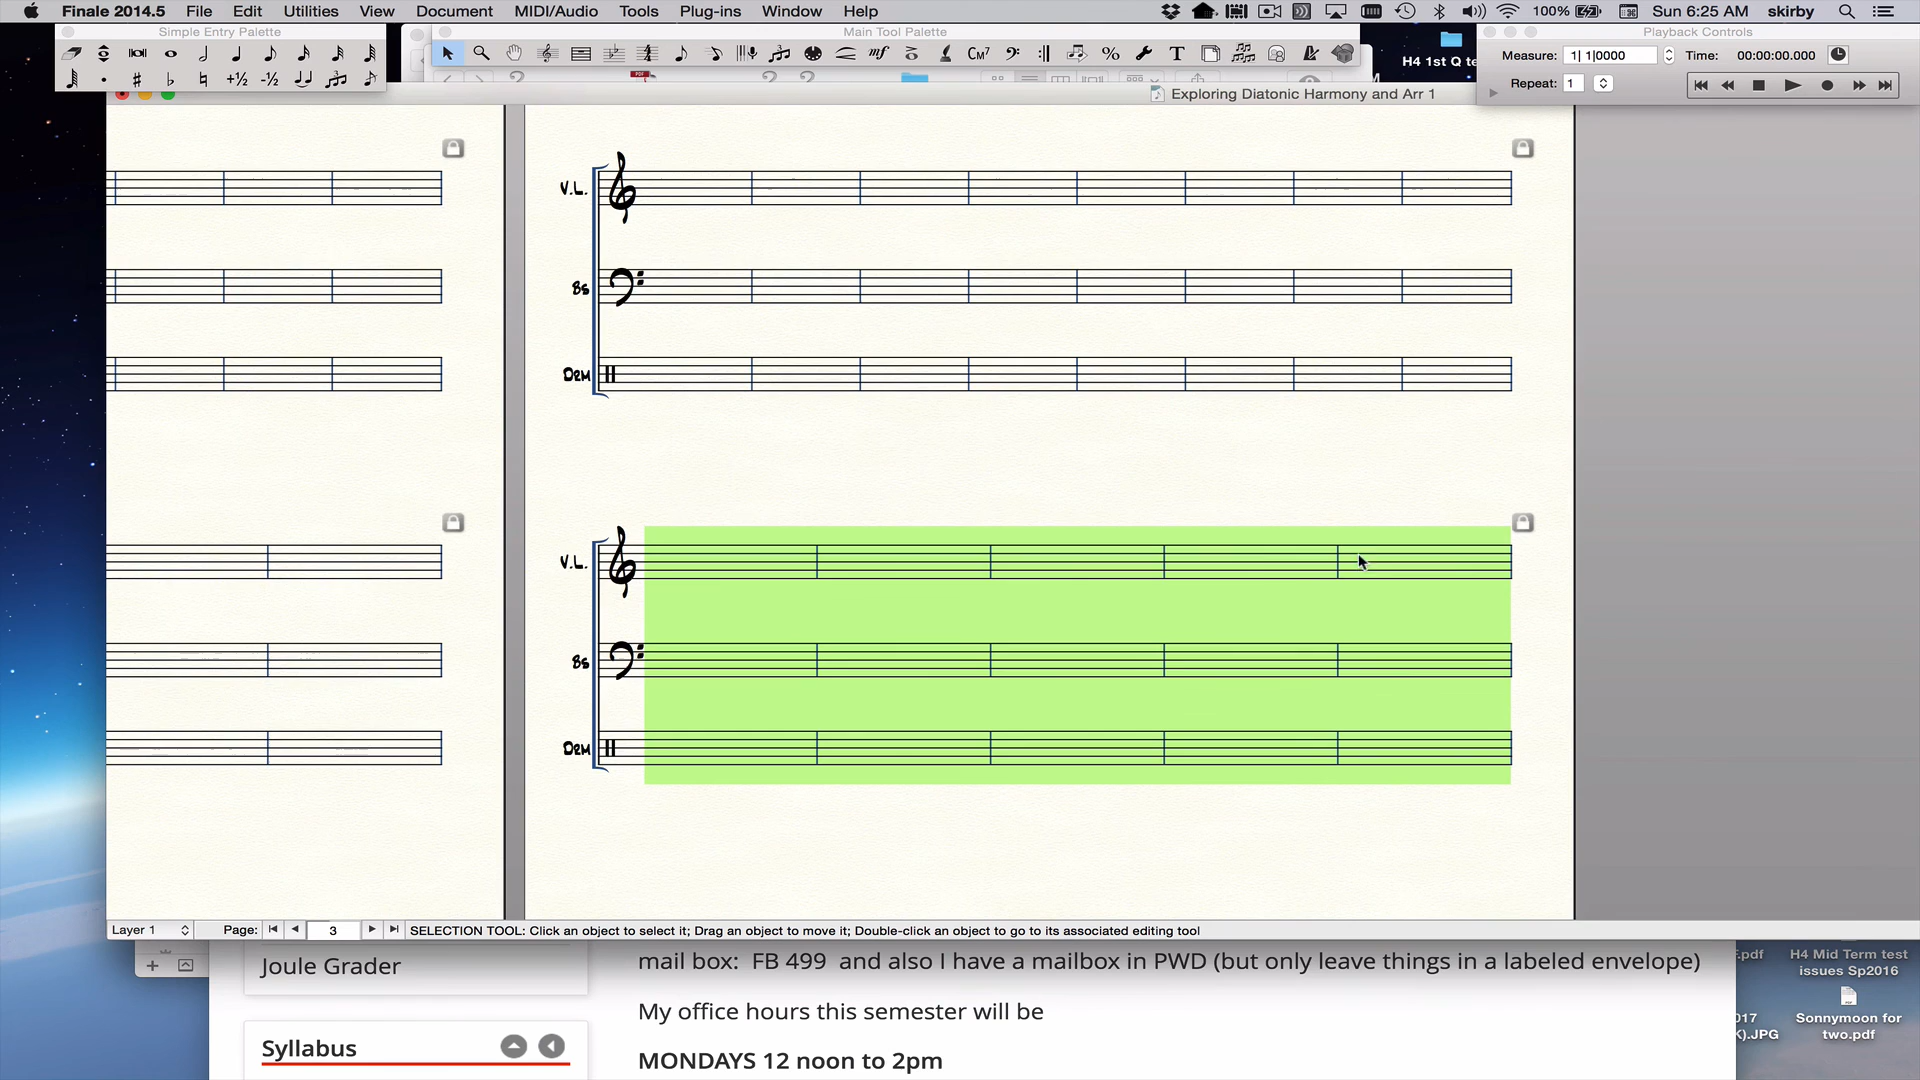 Finale 2014.5 File Edit Utilities View Document MIDI/Audio Tools Plug-ins Window Help 100% Sun 6:25 AM skirby
Simple Entry Palette
Main Tool Palette
Playback Controls
H4 1st Q te
Measure: 1| 1|0000 Time: 00:00:00.000
Repeat: 1
Exploring Diatonic Harmony and Arr 1
V.L.
Bs
DRM
V.L.
Bs
DRM
Layer 1 Page: 3 SELECTION TOOL: Click an object to select it; Drag an object to move it; Double-click an object to go to its associated editing tool
Joule Grader
mail box: FB 499 and also I have a mailbox in PWD (but only leave things in a labeled envelope)
My office hours this semester will be
Syllabus
MONDAYS 12 noon to 2pm
.pdf
H4 Mid Term test
issues Sp2016
017
K).JPG
Sonnymoon for
two.pdf